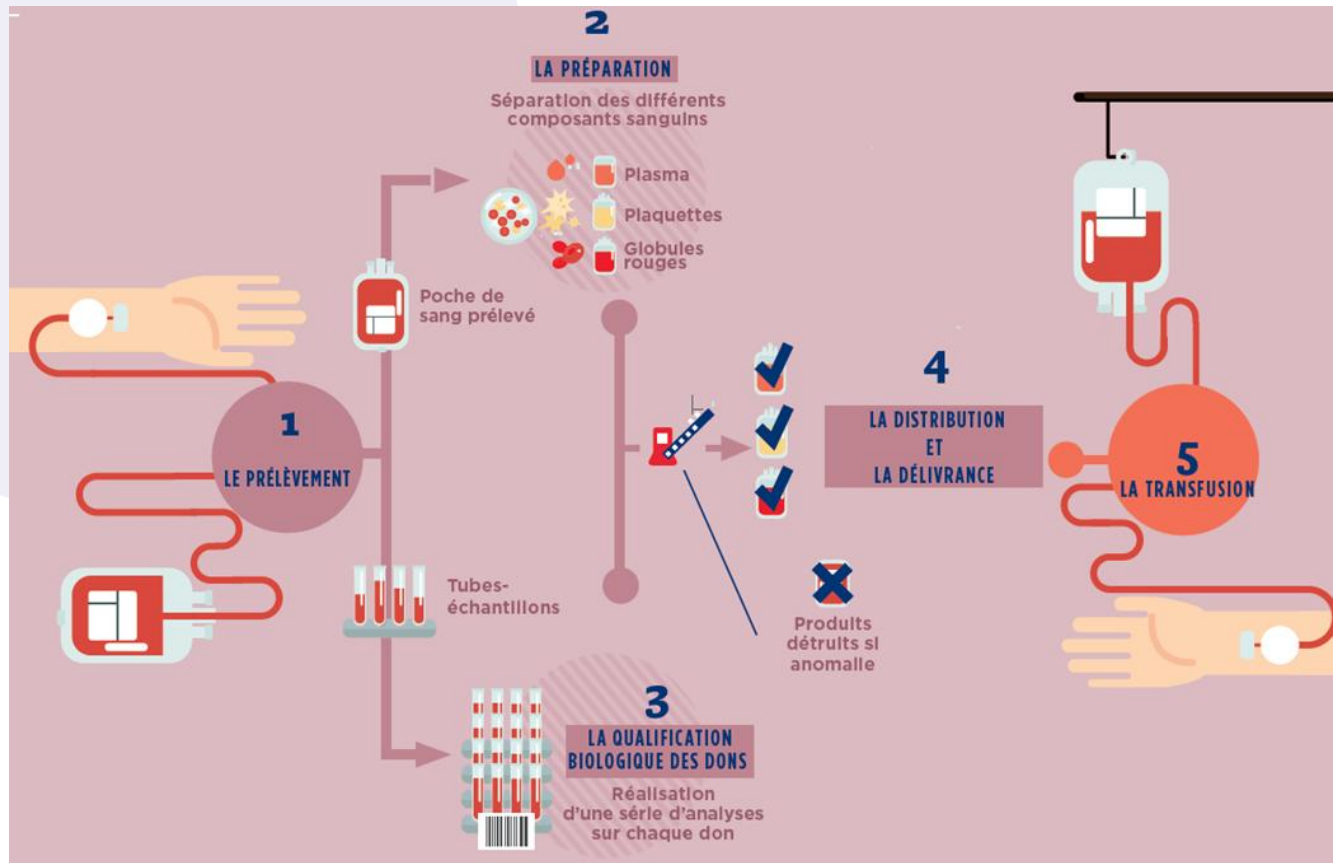 1
LE PRÉLÈVEMENT
Poche de
sang prélevé
Tubes-
échantillons
2
LA PRÉPARATION
Séparation des différents
composants sanguins
Plasma
Plaquettes
Globules
rouges
3
LA QUALIFICATION
BIOLOGIQUE DES DONS
Réalisation
d'une série d'analyses
sur chaque don
Produits
détruits si
anomalie
4
LA DISTRIBUTION
ET
LA DÉLIVRANCE
5
LA TRANSFUSION